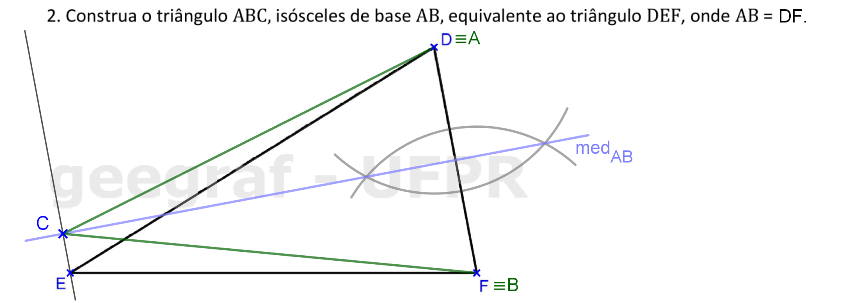 2. Construa o triângulo ABC, isósceles de base AB, equivalente ao triângulo DEF, onde AB = DF.
D≡A
med AB
geegraf - UFPR
C
E
F≡B